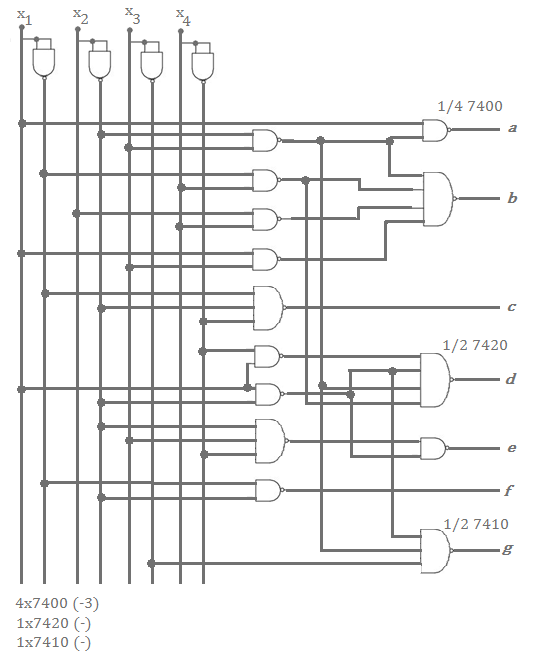 x1 x2 x3 x4
1/4 7400
a
b
c
1/2 7420
d
e
f
1/2 7410
g
4x7400 (-3)
1x7420 (-)
1x7410 (-)